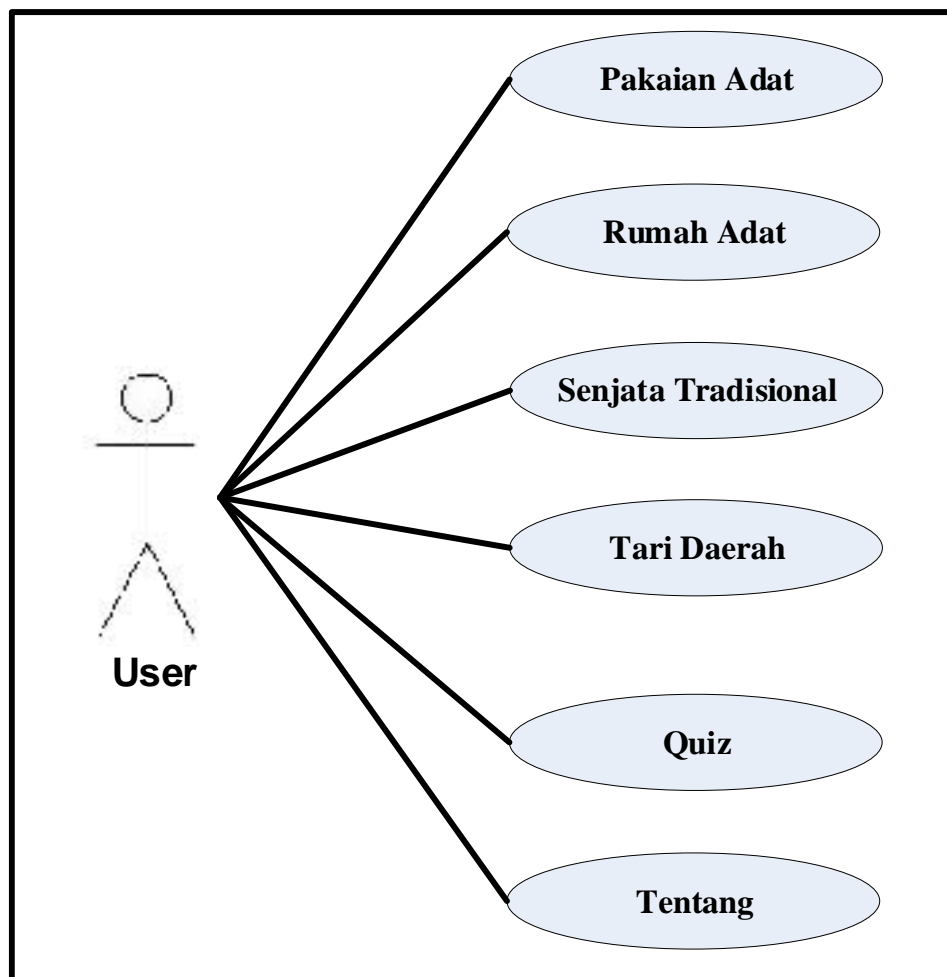 Pakaian Adat
Rumah Adat
Senjata Tradisional
Tari Daerah
User
Quiz
Tentang